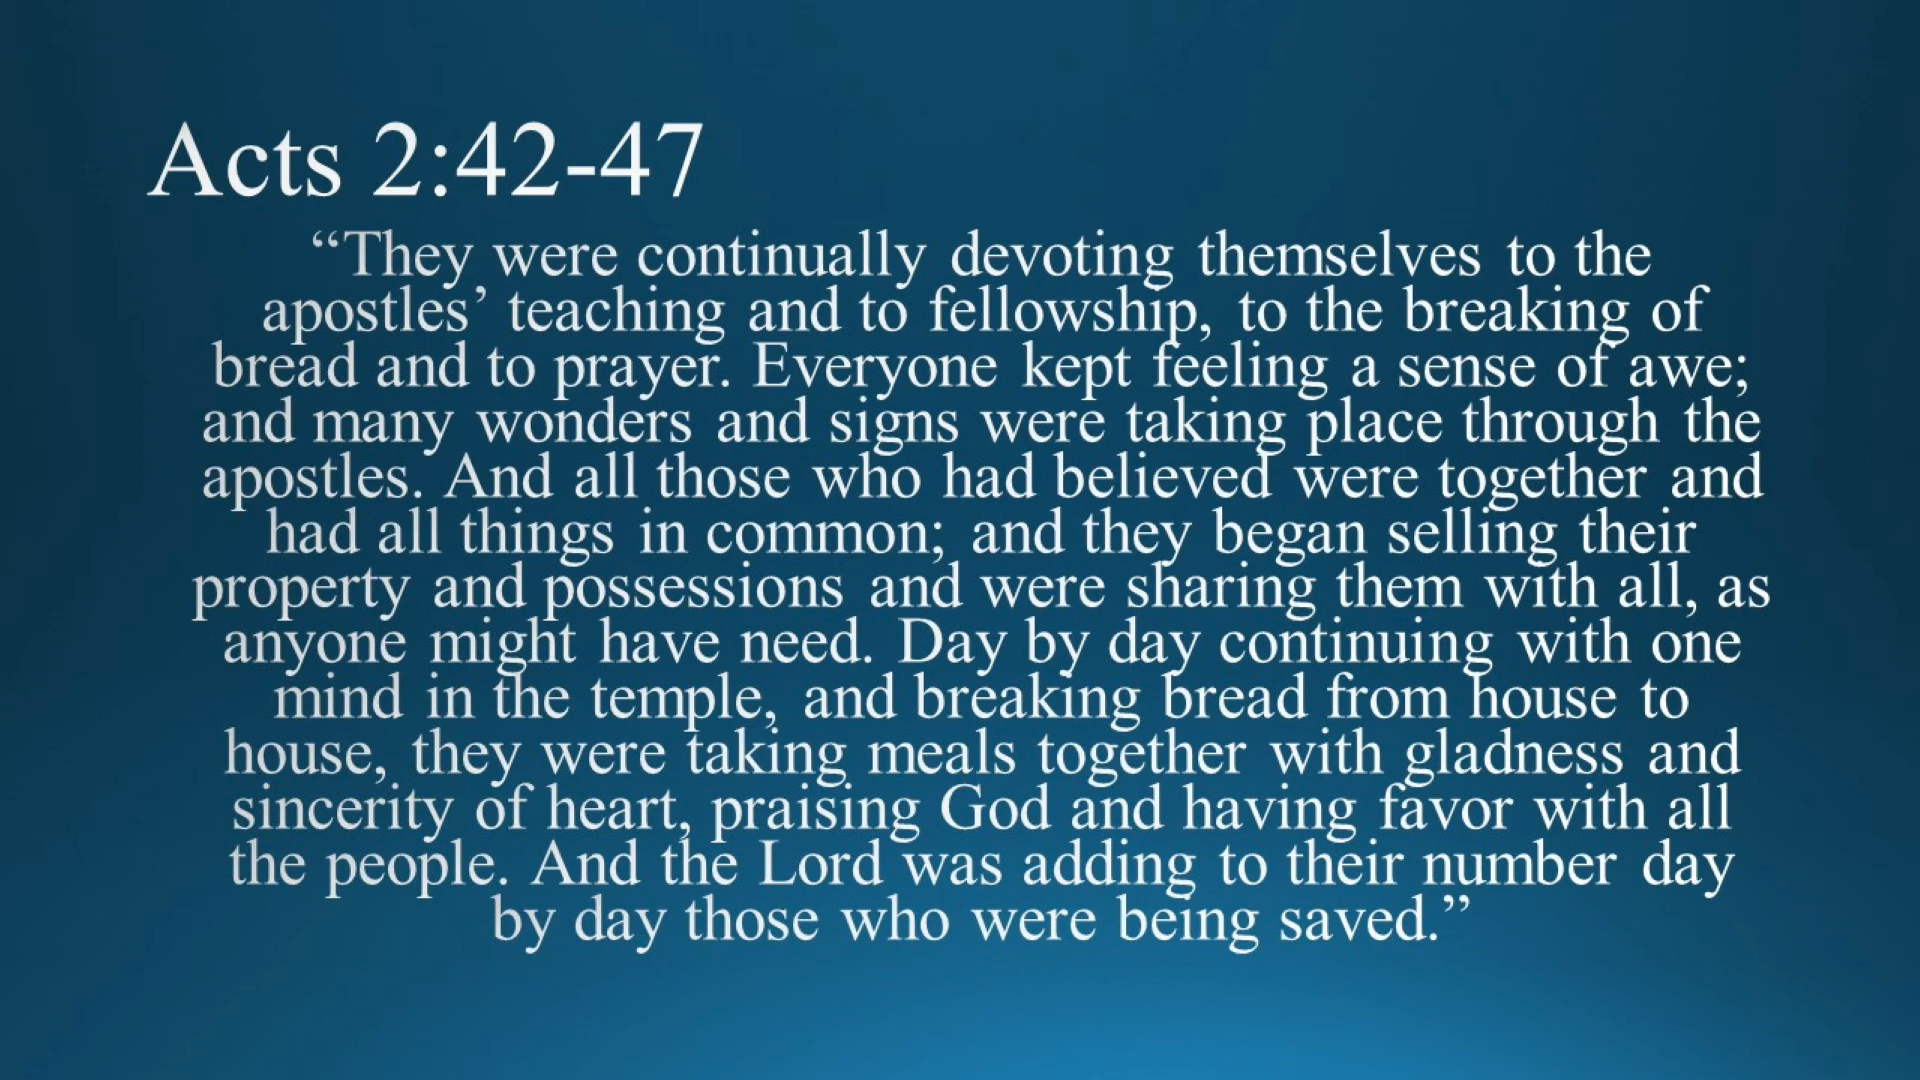 Acts 2:42-47
“They were continually devoting themselves to the
apostles’ teaching and to fellowship, to the breaking of
bread and to prayer. Everyone kept feeling a sense of awe;
and many wonders and signs were taking place through the
apostles. And all those who had believed were together and
had all things in common; and they began selling their
property and possessions and were sharing them with all, as
anyone might have need. Day by day continuing with one
mind in the temple, and breaking bread from house to
house, they were taking meals together with gladness and
sincerity of heart, praising God and having favor with all
the people. And the Lord was adding to their number day
by day those who were being saved.”